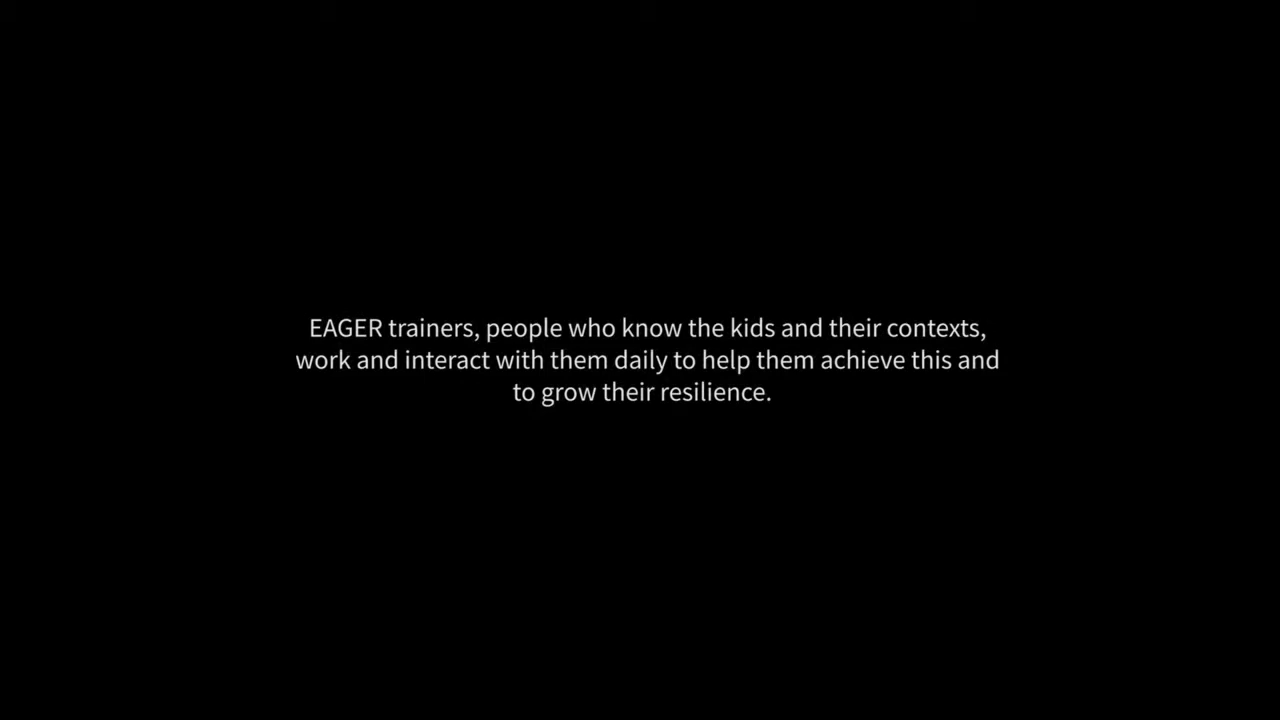 EAGER trainers, people who know the kids and their contexts,
work and interact with them daily to help them achieve this and
to grow their resilience.